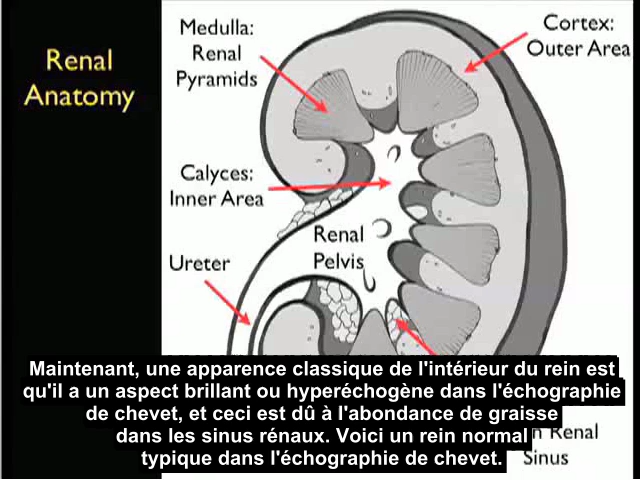 Renal
Anatomy
Medulla:
Renal
Pyramids
Cortex:
Outer Area
Calyces:
Inner Area
Renal
Pelvis
Ureter
Renal
Sinus
Maintenant, une apparence classique de l'intérieur du rein est
qu'il a un aspect brillant ou hyperéchogène dans l'échographie
de chevet, et ceci est dû à l'abondance de graisse
dans les sinus rénaux. Voici un rein normal
typique dans l'échographie de chevet.